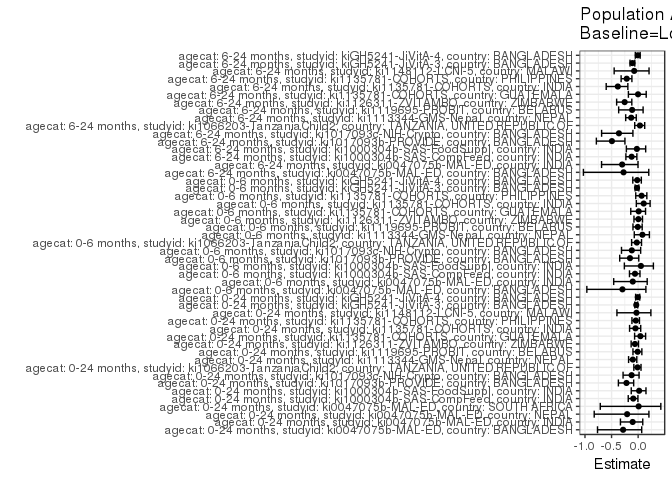 Population
Baseline=Lo
agecat: 6-24 months, studyid: kiGH5241-JiVitA-4, country: BANGLADESH
agecat: 6-24 months, studyid: kiGH5241-JiVitA-3, country: BANGLADESH
agecat: 6-24 months, studyid: ki1148112-LCNI-5, country: MALAWI
agecat: 6-24 months, studyid: ki1135781-COHORTS, country: PHILIPPINES
agecat: 6-24 months, studyid: ki1135781-COHORTS, country: INDIA
agecat: 6-24 months, studyid: ki1135781-COHORTS, country: GUATEMALA
agecat: 6-24 months, studyid: ki1126311-ZVITAMBO, country: ZIMBABWE
agecat: 6-24 months, studyid: ki1119695-PROBIT, country: BELARUS
agecat: 6-24 months, studyid: ki1113344-GMS-Nepal, country: NEPAL
agecat: 6-24 months, studyid: ki1066203-TanzaniaChild2, country: TANZANIA, UNITED REPUBLIC OF
agecat: 6-24 months, studyid: ki1017093c-NIH-Crypto, country: BANGLADESH
agecat: 6-24 months, studyid: ki1017093b-PROVIDE, country: BANGLADESH
agecat: 6-24 months, studyid: ki1000304b-SAS-FoodSuppl, country: INDIA
agecat: 6-24 months, studyid: ki1000304b-SAS-CompFeed, country: INDIA
agecat: 6-24 months, studyid: ki0047075b-MAL-ED, country: INDIA
agecat: 6-24 months, studyid: ki0047075b-MAL-ED, country: BANGLADESH
agecat: 0-6 months, studyid: kiGH5241-JiVitA-4, country: BANGLADESH
agecat: 0-6 months, studyid: kiGH5241-JiVitA-3, country: BANGLADESH
agecat: 0-6 months, studyid: ki1135781-COHORTS, country: PHILIPPINES
agecat: 0-6 months, studyid: ki1135781-COHORTS, country: INDIA
agecat: 0-6 months, studyid: ki1135781-COHORTS, country: GUATEMALA
agecat: 0-6 months, studyid: ki1126311-ZVITAMBO, country: ZIMBABWE
agecat: 0-6 months, studyid: ki1119695-PROBIT, country: BELARUS
agecat: 0-6 months, studyid: ki1113344-GMS-Nepal, country: NEPAL
agecat: 0-6 months, studyid: ki1066203-TanzaniaChild2, country: TANZANIA, UNITED REPUBLIC OF
agecat: 0-6 months, studyid: ki1017093c-NIH-Crypto, country: BANGLADESH
agecat: 0-6 months, studyid: ki1017093b-PROVIDE, country: BANGLADESH
agecat: 0-6 months, studyid: ki1000304b-SAS-FoodSuppl, country: INDIA
agecat: 0-6 months, studyid: ki1000304b-SAS-CompFeed, country: INDIA
agecat: 0-6 months, studyid: ki0047075b-MAL-ED, country: INDIA
agecat: 0-6 months, studyid: ki0047075b-MAL-ED, country: BANGLADESH
agecat: 0-24 months, studyid: kiGH5241-JiVitA-4, country: BANGLADESH
agecat: 0-24 months, studyid: kiGH5241-JiVitA-3, country: BANGLADESH
agecat: 0-24 months, studyid: ki1148112-LCNI-5, country: MALAWI
agecat: 0-24 months, studyid: ki1135781-COHORTS, country: PHILIPPINES
agecat: 0-24 months, studyid: ki1135781-COHORTS, country: INDIA
agecat: 0-24 months, studyid: ki1135781-COHORTS, country: GUATEMALA
agecat: 0-24 months, studyid: ki1126311-ZVITAMBO, country: ZIMBABWE
agecat: 0-24 months, studyid: ki1119695-PROBIT, country: BELARUS
agecat: 0-24 months, studyid: ki1113344-GMS-Nepal, country: NEPAL
agecat: 0-24 months, studyid: ki1066203-TanzaniaChild2, country: TANZANIA, UNITED REPUBLIC OF
agecat: 0-24 months, studyid: ki1017093c-NIH-Crypto, country: BANGLADESH
agecat: 0-24 months, studyid: ki1017093b-PROVIDE, country: BANGLADESH
agecat: 0-24 months, studyid: ki1000304b-SAS-FoodSuppl, country: INDIA
agecat: 0-24 months, studyid: ki1000304b-SAS-CompFeed, country: INDIA
agecat: 0-24 months, studyid: ki0047075b-MAL-ED, country: SOUTH AFRICA
agecat: 0-24 months, studyid: ki0047075b-MAL-ED, country: NEPAL
agecat: 0-24 months, studyid: ki0047075b-MAL-ED, country: INDIA
agecat: 0-24 months, studyid: ki0047075b-MAL-ED, country: BANGLADESH
-1.0 -0.5 0.0
Estimate